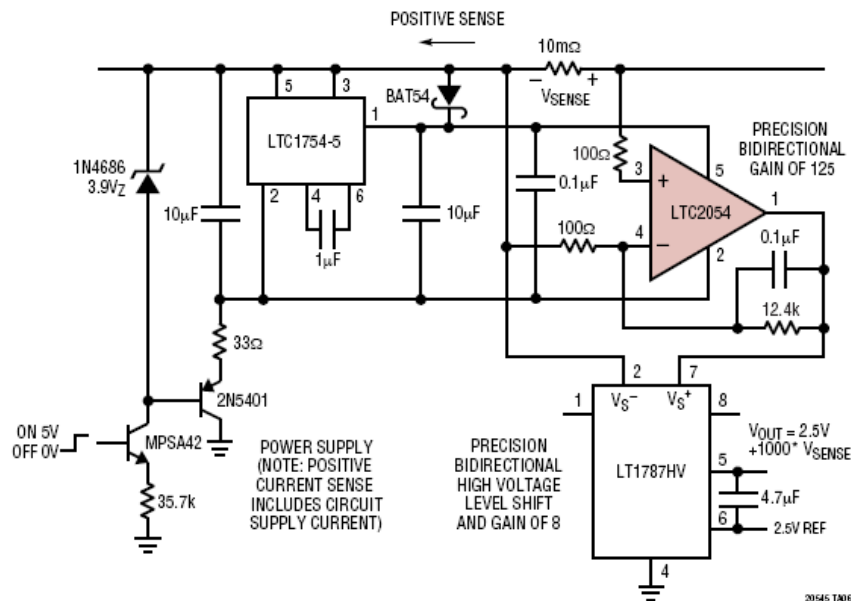 POSITIVE SENSE
10mΩ
− +
VSENSE
BAT54
5
3
1
LTC1754-5
2
4
6
1µF
1N4686
3.9VZ
10µF
10µF
0.1µF
100Ω
100Ω
3
+
4
−
5
LTC2054
1
2
PRECISION
BIDIRECTIONAL
GAIN OF 125
0.1µF
12.4k
33Ω
2N5401
ON 5V
OFF 0V
MPSA42
35.7k
POWER SUPPLY
(NOTE: POSITIVE
CURRENT SENSE
INCLUDES CIRCUIT
SUPPLY CURRENT)
PRECISION
BIDIRECTIONAL
HIGH VOLTAGE
LEVEL SHIFT
AND GAIN OF 8
2
7
1
VS−
VS+
8
LT1787HV
5
6
4
VOUT = 2.5V
+1000* VSENSE
4.7µF
2.5V REF
20545 TA06